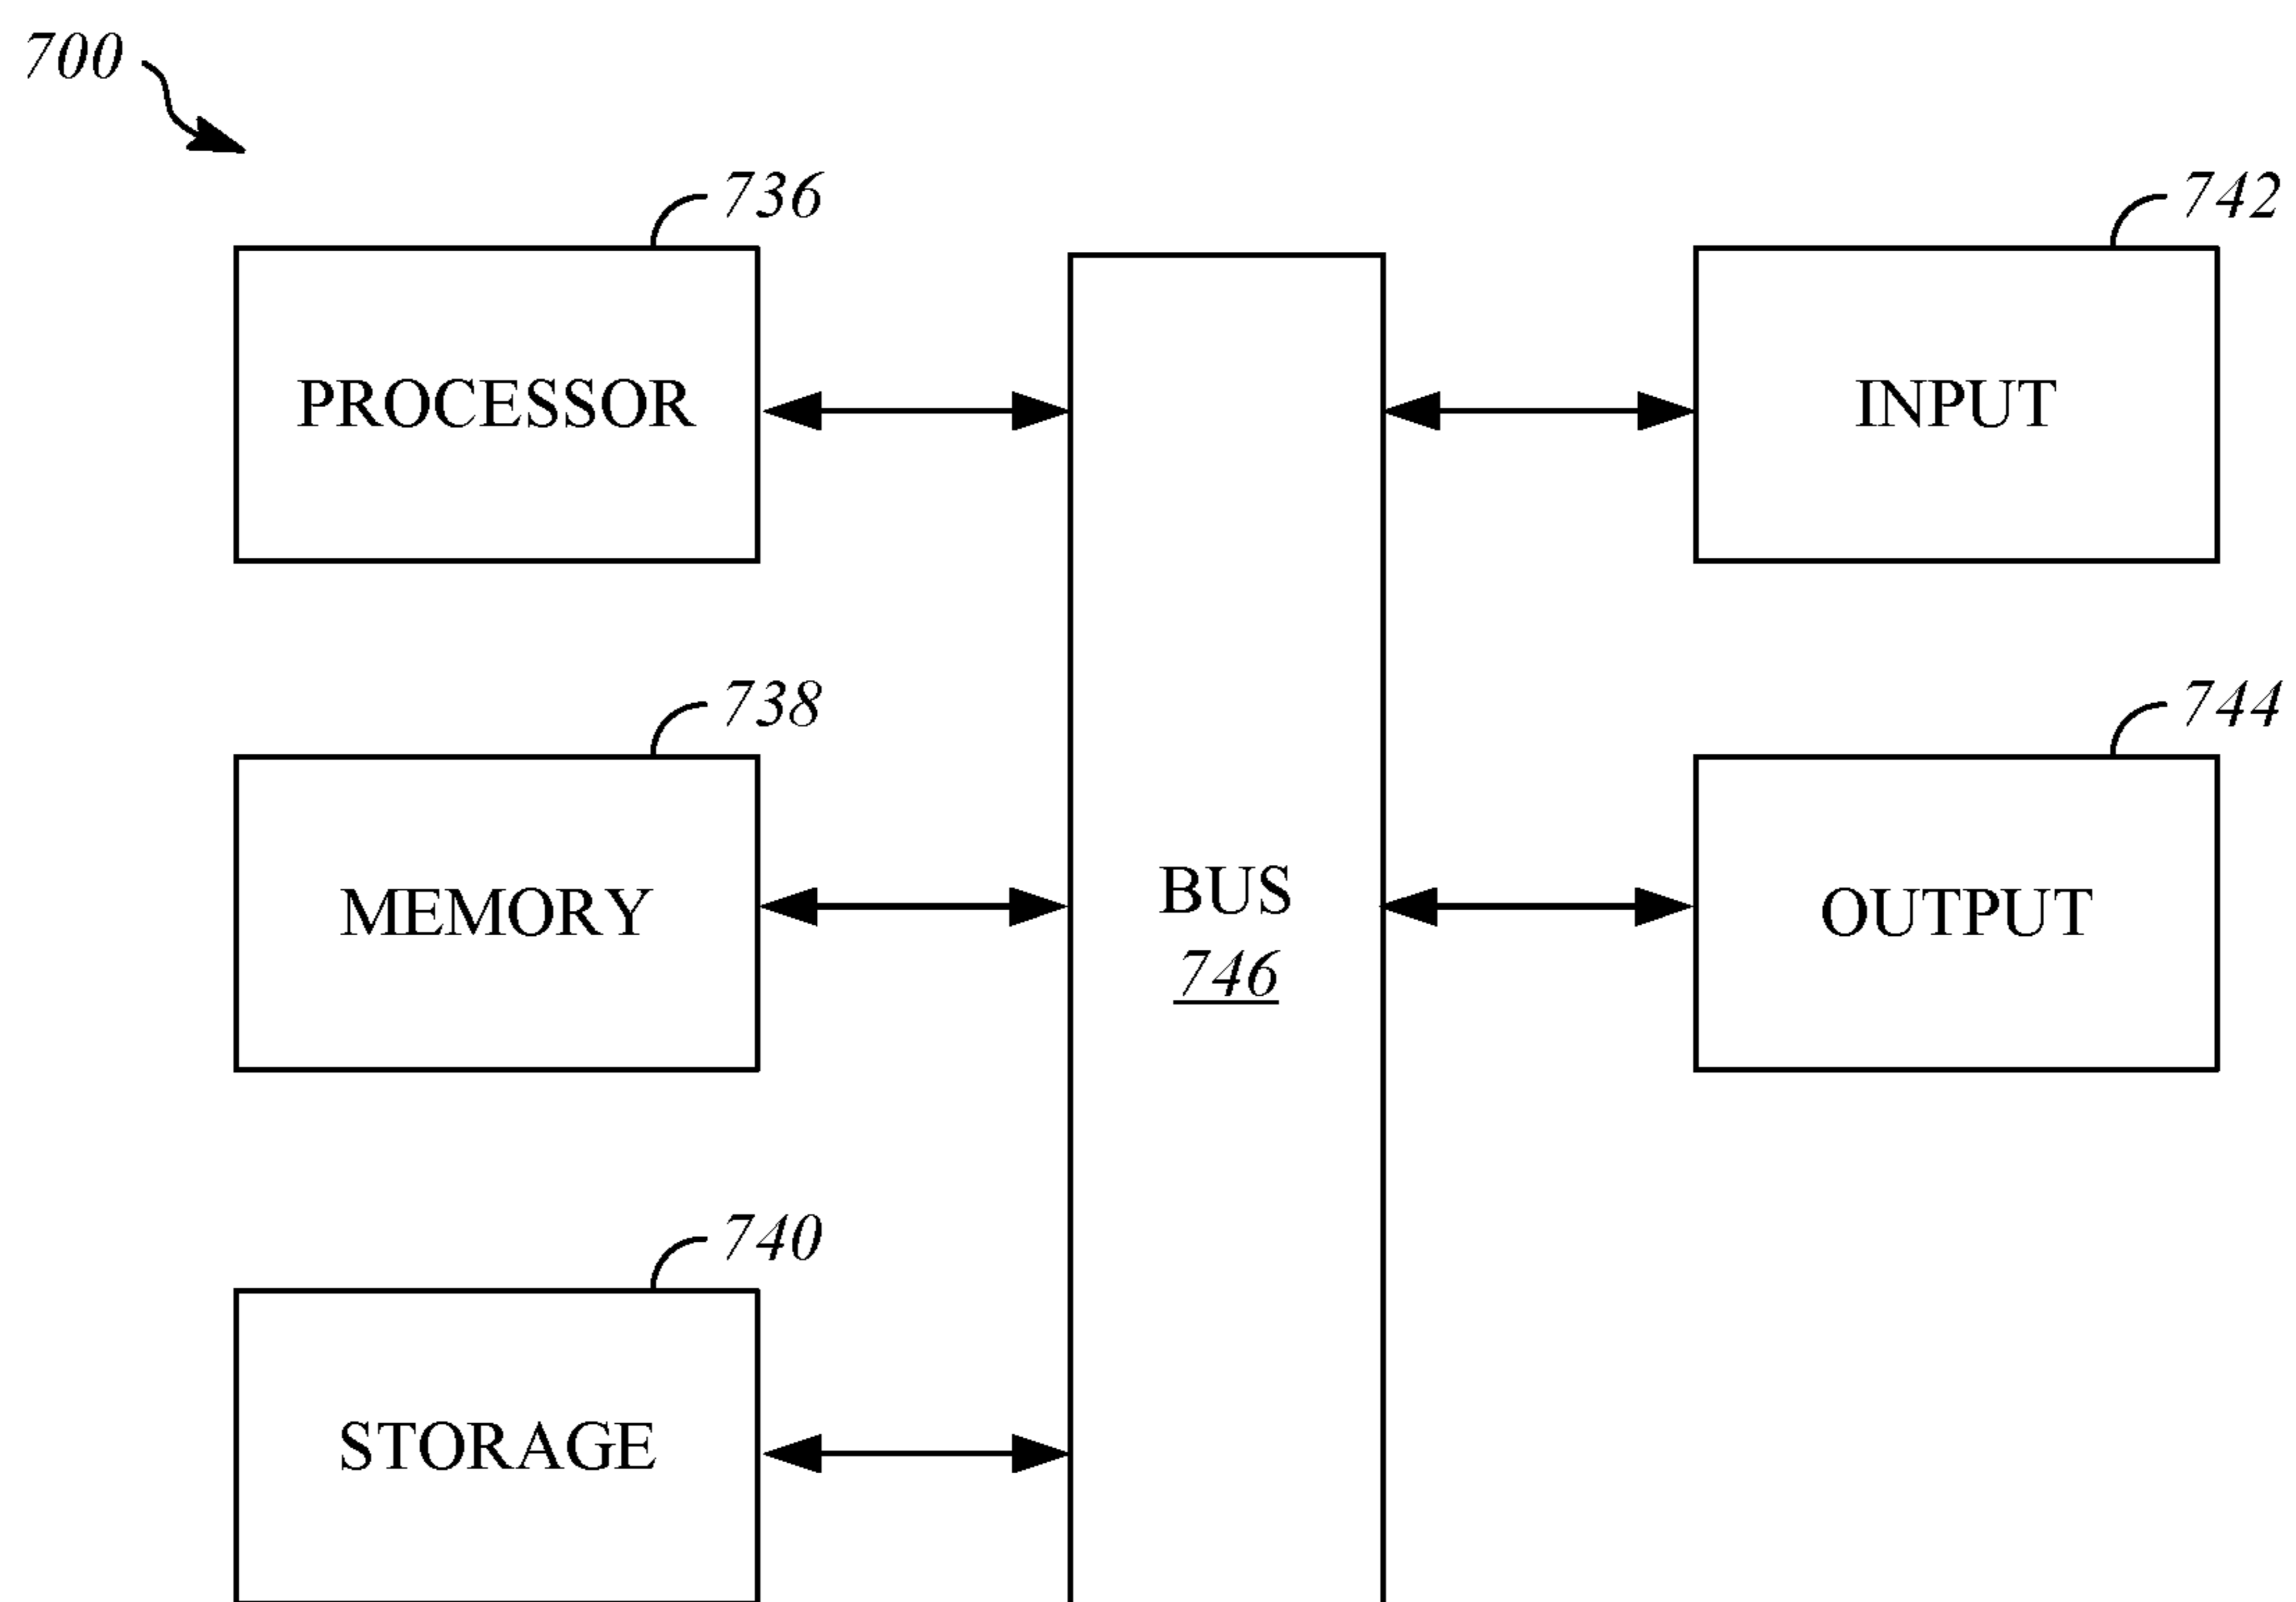 700
736
742
PROCESSOR
INPUT
738
744
MEMORY
BUS
746
OUTPUT
740
STORAGE